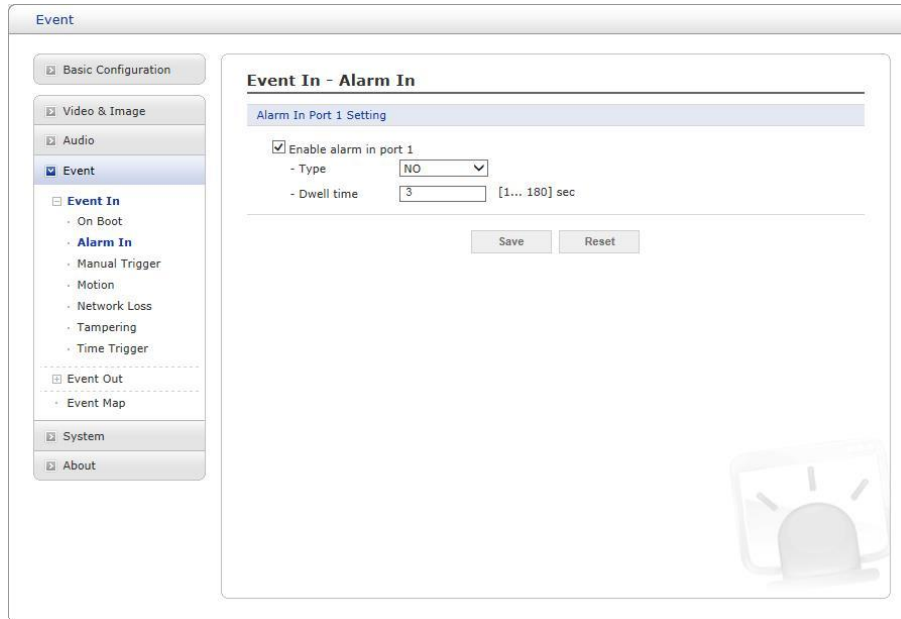 Event
Basic Configuration
Video & Image
Audio
Event
Event In
· On Boot
· Alarm In
· Manual Trigger
· Motion
· Network Loss
· Tampering
· Time Trigger
Event Out
· Event Map
System
About
Event In - Alarm In
Alarm In Port 1 Setting
Enable alarm in port 1
- Type NO
- Dwell time 3 [1... 180] sec
Save Reset